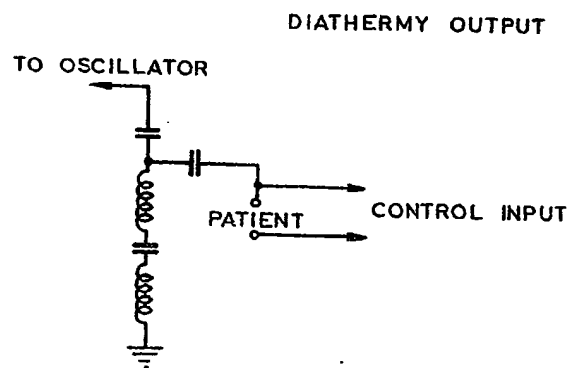 DIATHERMY OUTPUT
TO OSCILLATOR
PATIENT
CONTROL INPUT